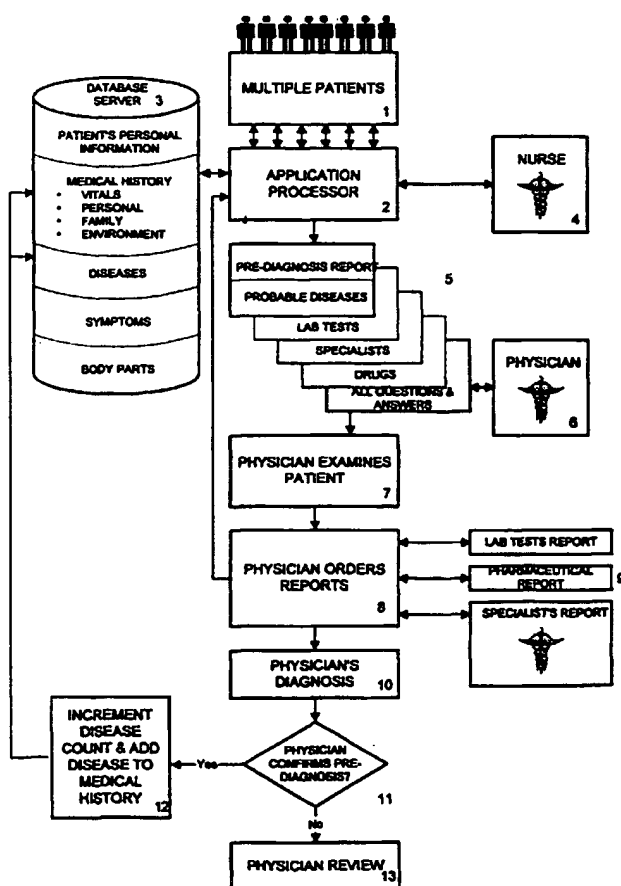 MULTIPLE PATIENTS
1
DATABASE
SERVER 3
PATIENT'S PERSONAL
INFORMATION
MEDICAL HISTORY
• VITALS
• PERSONAL
• FAMILY
• ENVIRONMENT
DISEASES
SYMPTOMS
BODY PARTS
APPLICATION
PROCESSOR
2
NURSE
4
PRE-DIAGNOSIS REPORT
PROBABLE DISEASES
LAB TESTS
SPECIALISTS
DRUGS
ALL QUESTIONS &
ANSWERS
5
PHYSICIAN
6
PHYSICIAN EXAMINES
PATIENT
7
PHYSICIAN ORDERS
REPORTS
8
LAB TESTS REPORT
PHARMACEUTICAL
REPORT
9
SPECIALIST'S REPORT
PHYSICIAN'S
DIAGNOSIS
10
PHYSICIAN
CONFIRMS PRE-
DIAGNOSIS?
11
Yes
INCREMENT
DISEASE
COUNT & ADD
DISEASE TO
MEDICAL
HISTORY
12
No
PHYSICIAN REVIEW
13